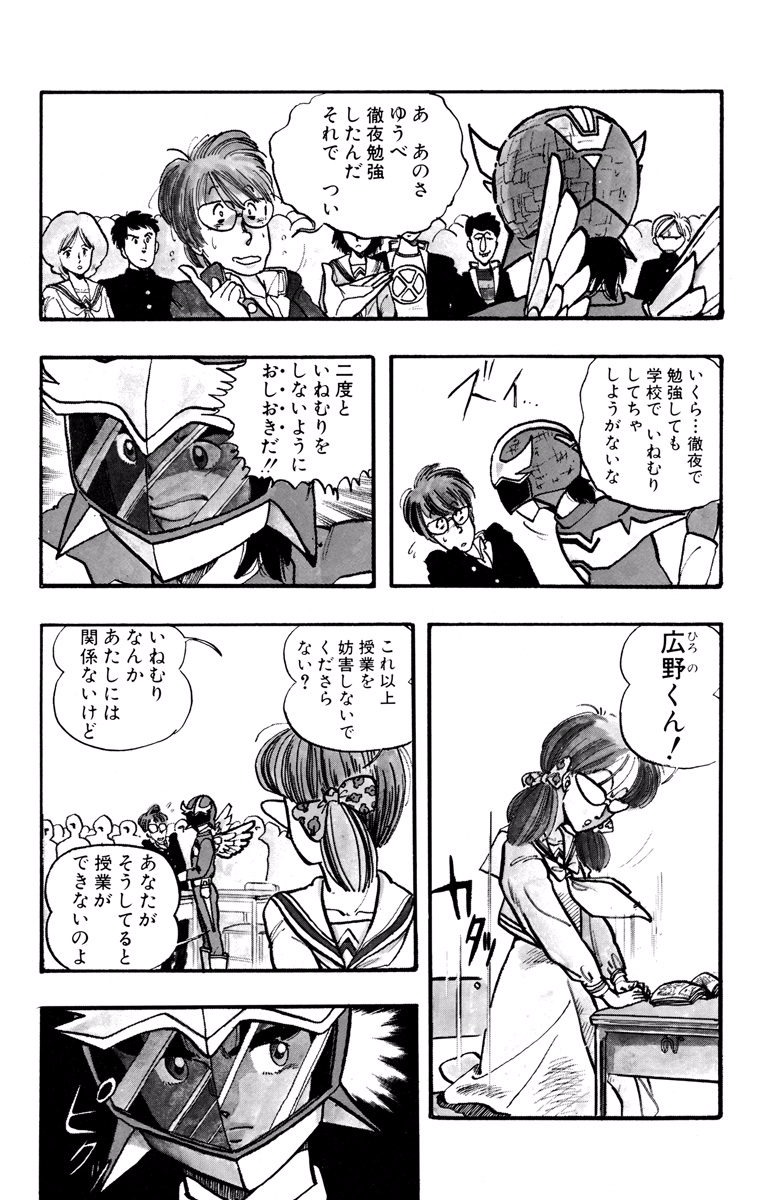 あ　あのさ
ゆうべ
徹夜勉強
したんだ
それで　つい
ズイ…
いくら…徹夜で
勉強しても
学校で　いねむり
してちゃ
しようがないな
二度と
いねむりを
しないように
おしおきだ!!
広野くん!
ひろの
ガタッ
これ以上
授業を
妨害しないで
くださら
ない?
いねむり
なんか
あたしには
関係ないけど
あなたが
そうしてると
授業が
できないのよ
ピクッ